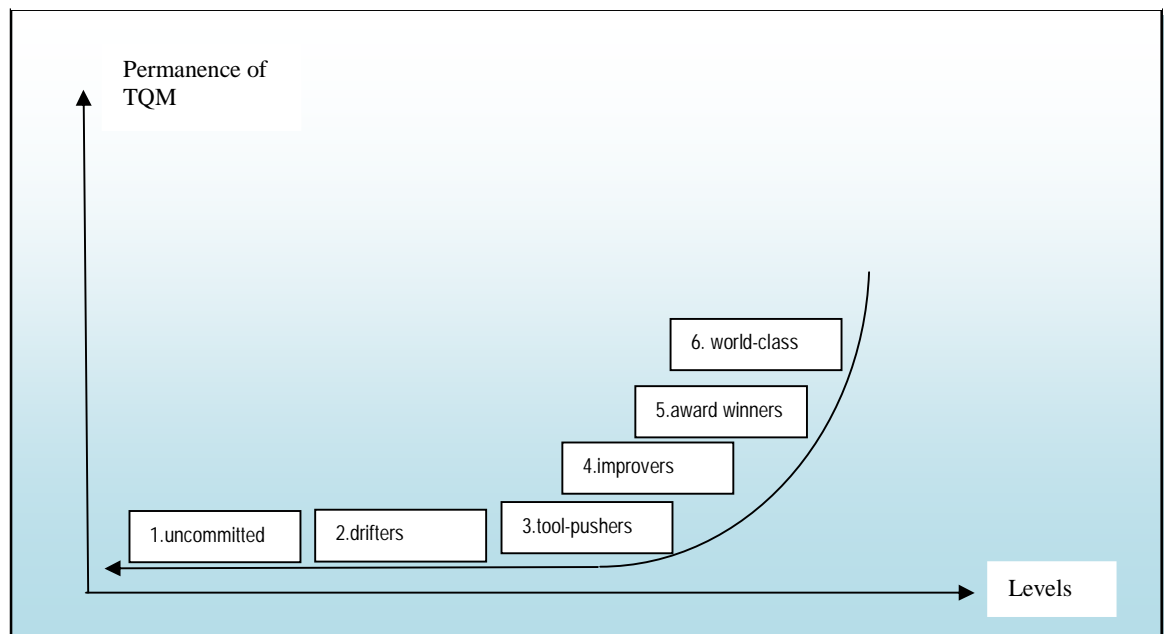 Permanence of
TQM
6. world-class
5.award winners
4.improvers
3.tool-pushers
1.uncommitted
2.drifters
Levels